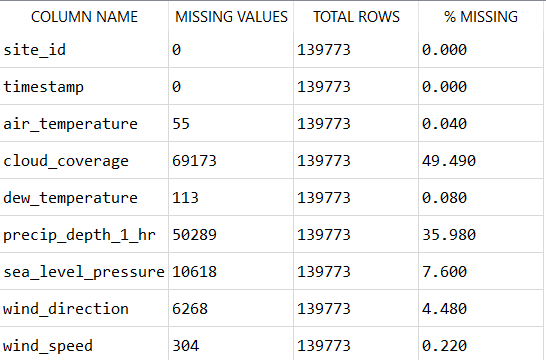 COLUMN NAME MISSING VALUES TOTAL ROWS % MISSING
site_id 0 139773 0.000
timestamp 0 139773 0.000
air_temperature 55 139773 0.040
cloud_coverage 69173 139773 49.490
dew_temperature 113 139773 0.080
precip_depth_1_hr 50289 139773 35.980
sea_level_pressure 10618 139773 7.600
wind_direction 6268 139773 4.480
wind_speed 304 139773 0.220